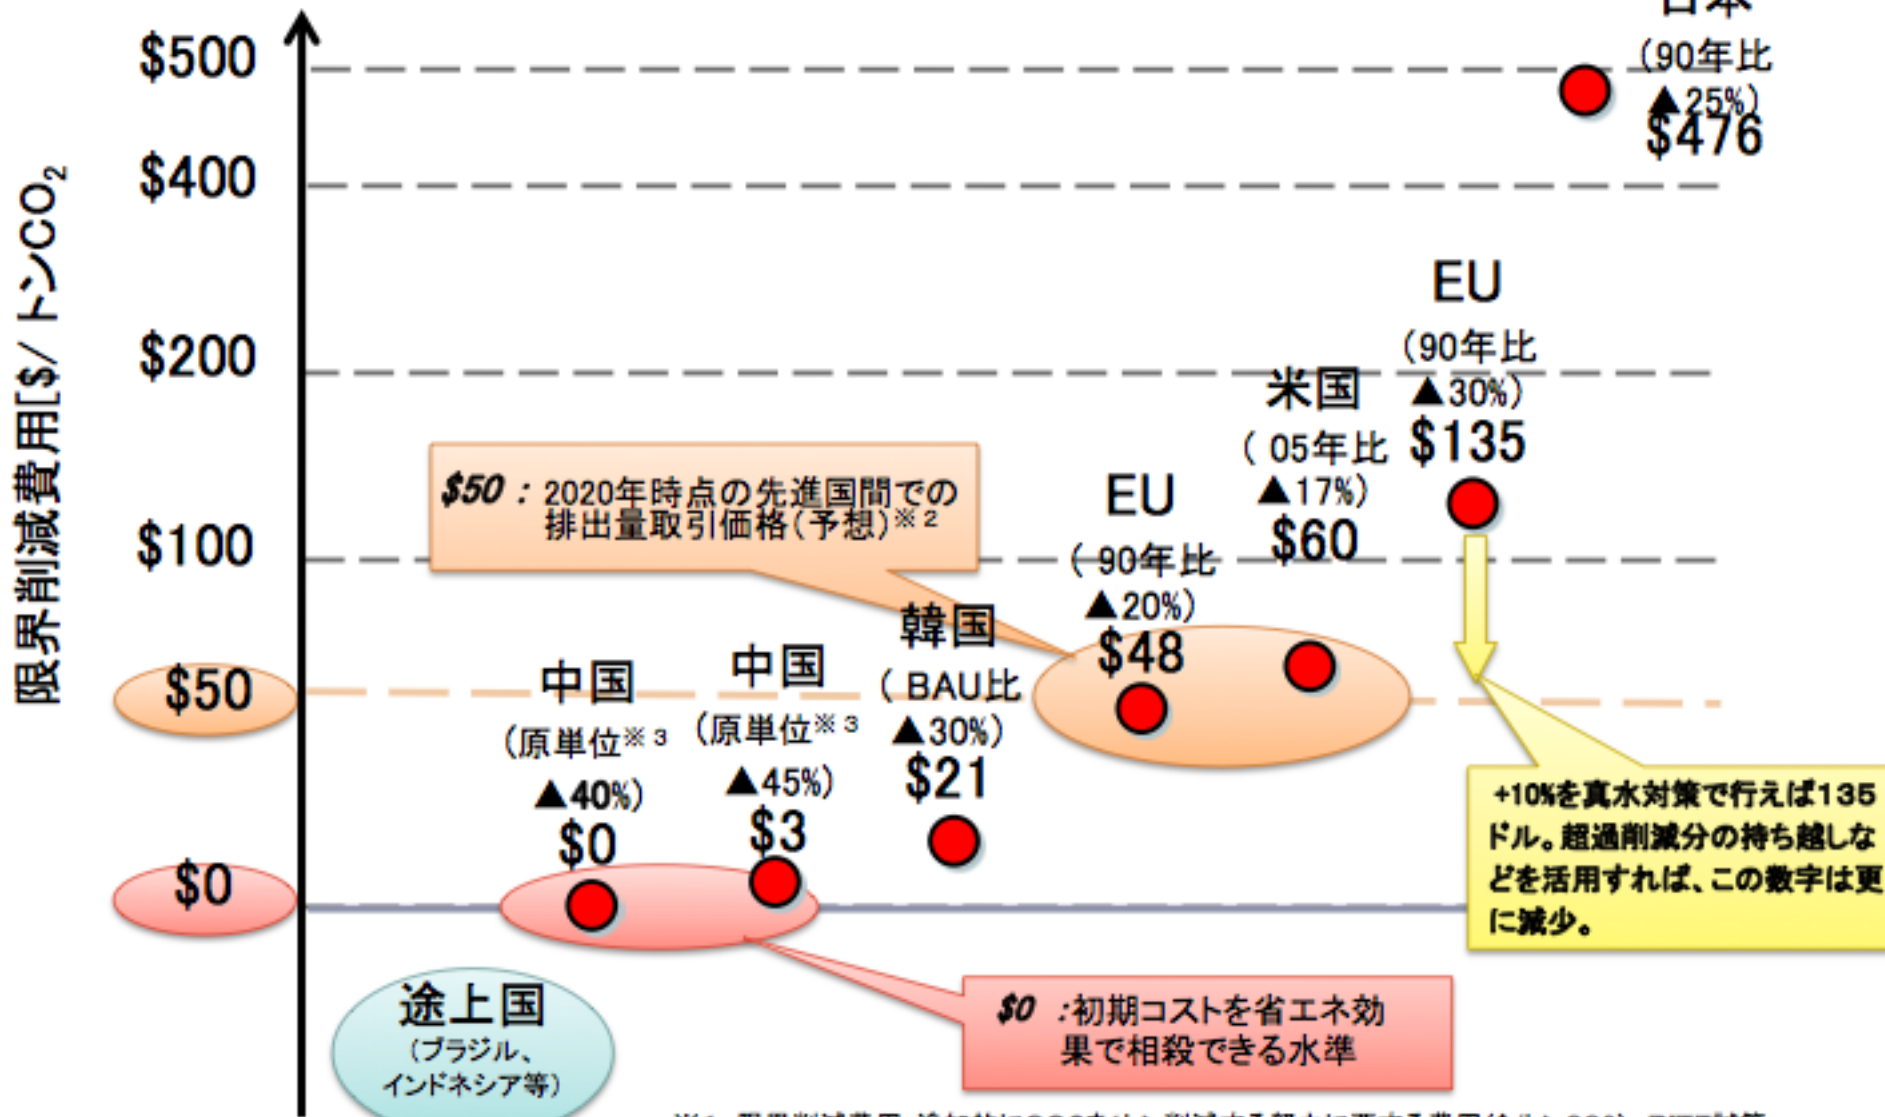 限界削減費用[$/トンCO2
$500
$400
$200
$100
$50
$0
日本
(90年比
▲25%)
$476
EU
(90年比
▲30%)
$135
米国
( 05年比
▲17%)
$60
EU
( 90年比
▲20%)
$48
韓国
( BAU比
▲30%)
$21
中国
(原単位※3
▲45%)
$3
中国
(原単位※3
▲40%)
$0
$50 : 2020年時点の先進国間での
排出量取引価格(予想)※2
+10%を真水対策で行えば135
ドル。超過削減分の持ち越しな
どを活用すれば、この数字は更
に減少。
$0 :初期コストを省エネ効
果で相殺できる水準
途上国
(ブラジル、
インドネシア等)